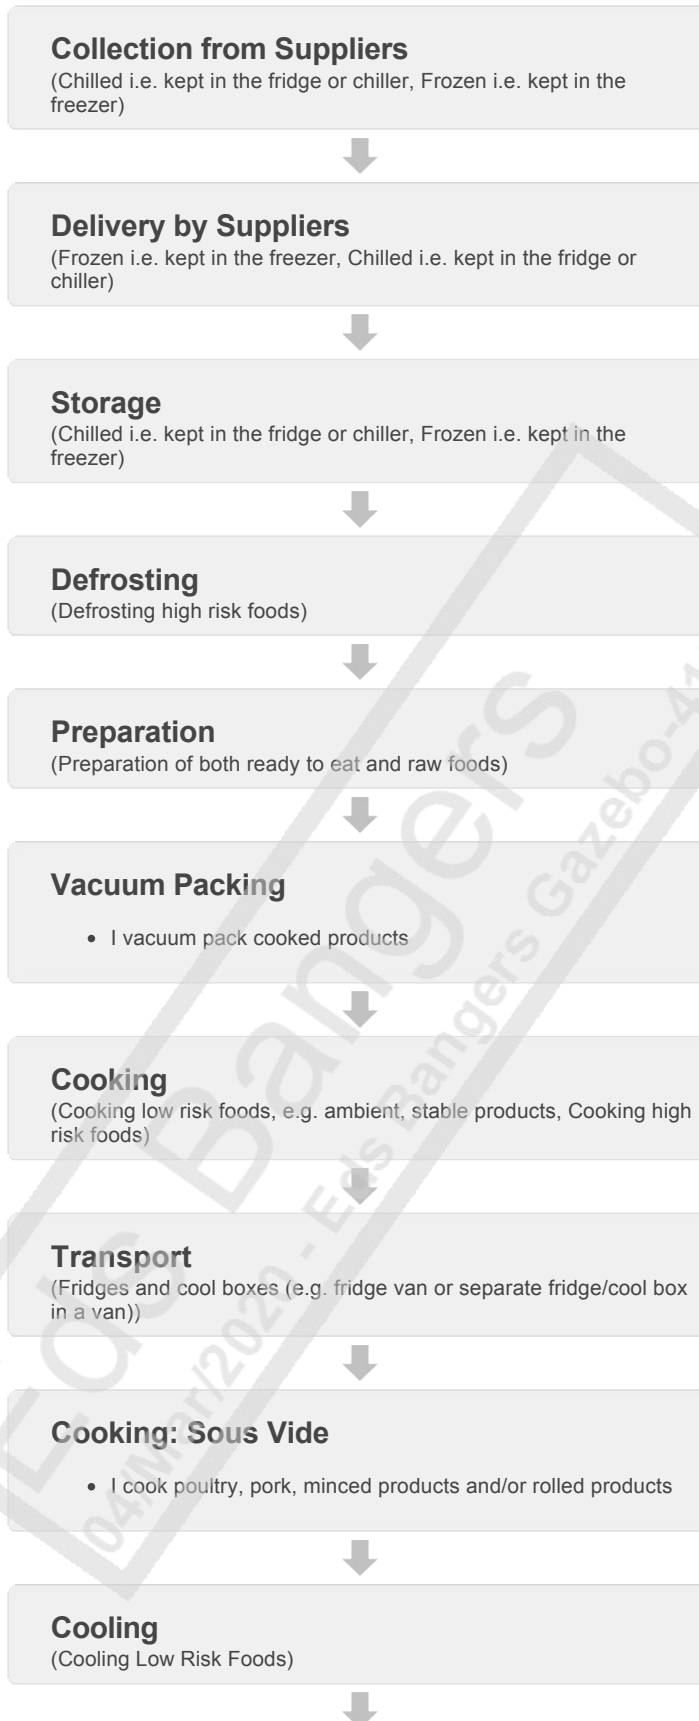 Collection from Suppliers
(Chilled i.e. kept in the fridge or chiller, Frozen i.e. kept in the
freezer)
Delivery by Suppliers
(Frozen i.e. kept in the freezer, Chilled i.e. kept in the fridge or
chiller)
Storage
(Chilled i.e. kept in the fridge or chiller, Frozen i.e. kept in the
freezer)
Defrosting
(Defrosting high risk foods)
Preparation
(Preparation of both ready to eat and raw foods)
Vacuum Packing
• I vacuum pack cooked products
Cooking
(Cooking low risk foods, e.g. ambient, stable products, Cooking high
risk foods)
Transport
(Fridges and cool boxes (e.g. fridge van or separate fridge/cool box
in a van))
Cooking: Sous Vide
• I cook poultry, pork, minced products and/or rolled products
Cooling
(Cooling Low Risk Foods)
Eds Bangers
04/Mar/2020 - Eds Bangers Gazebo-41